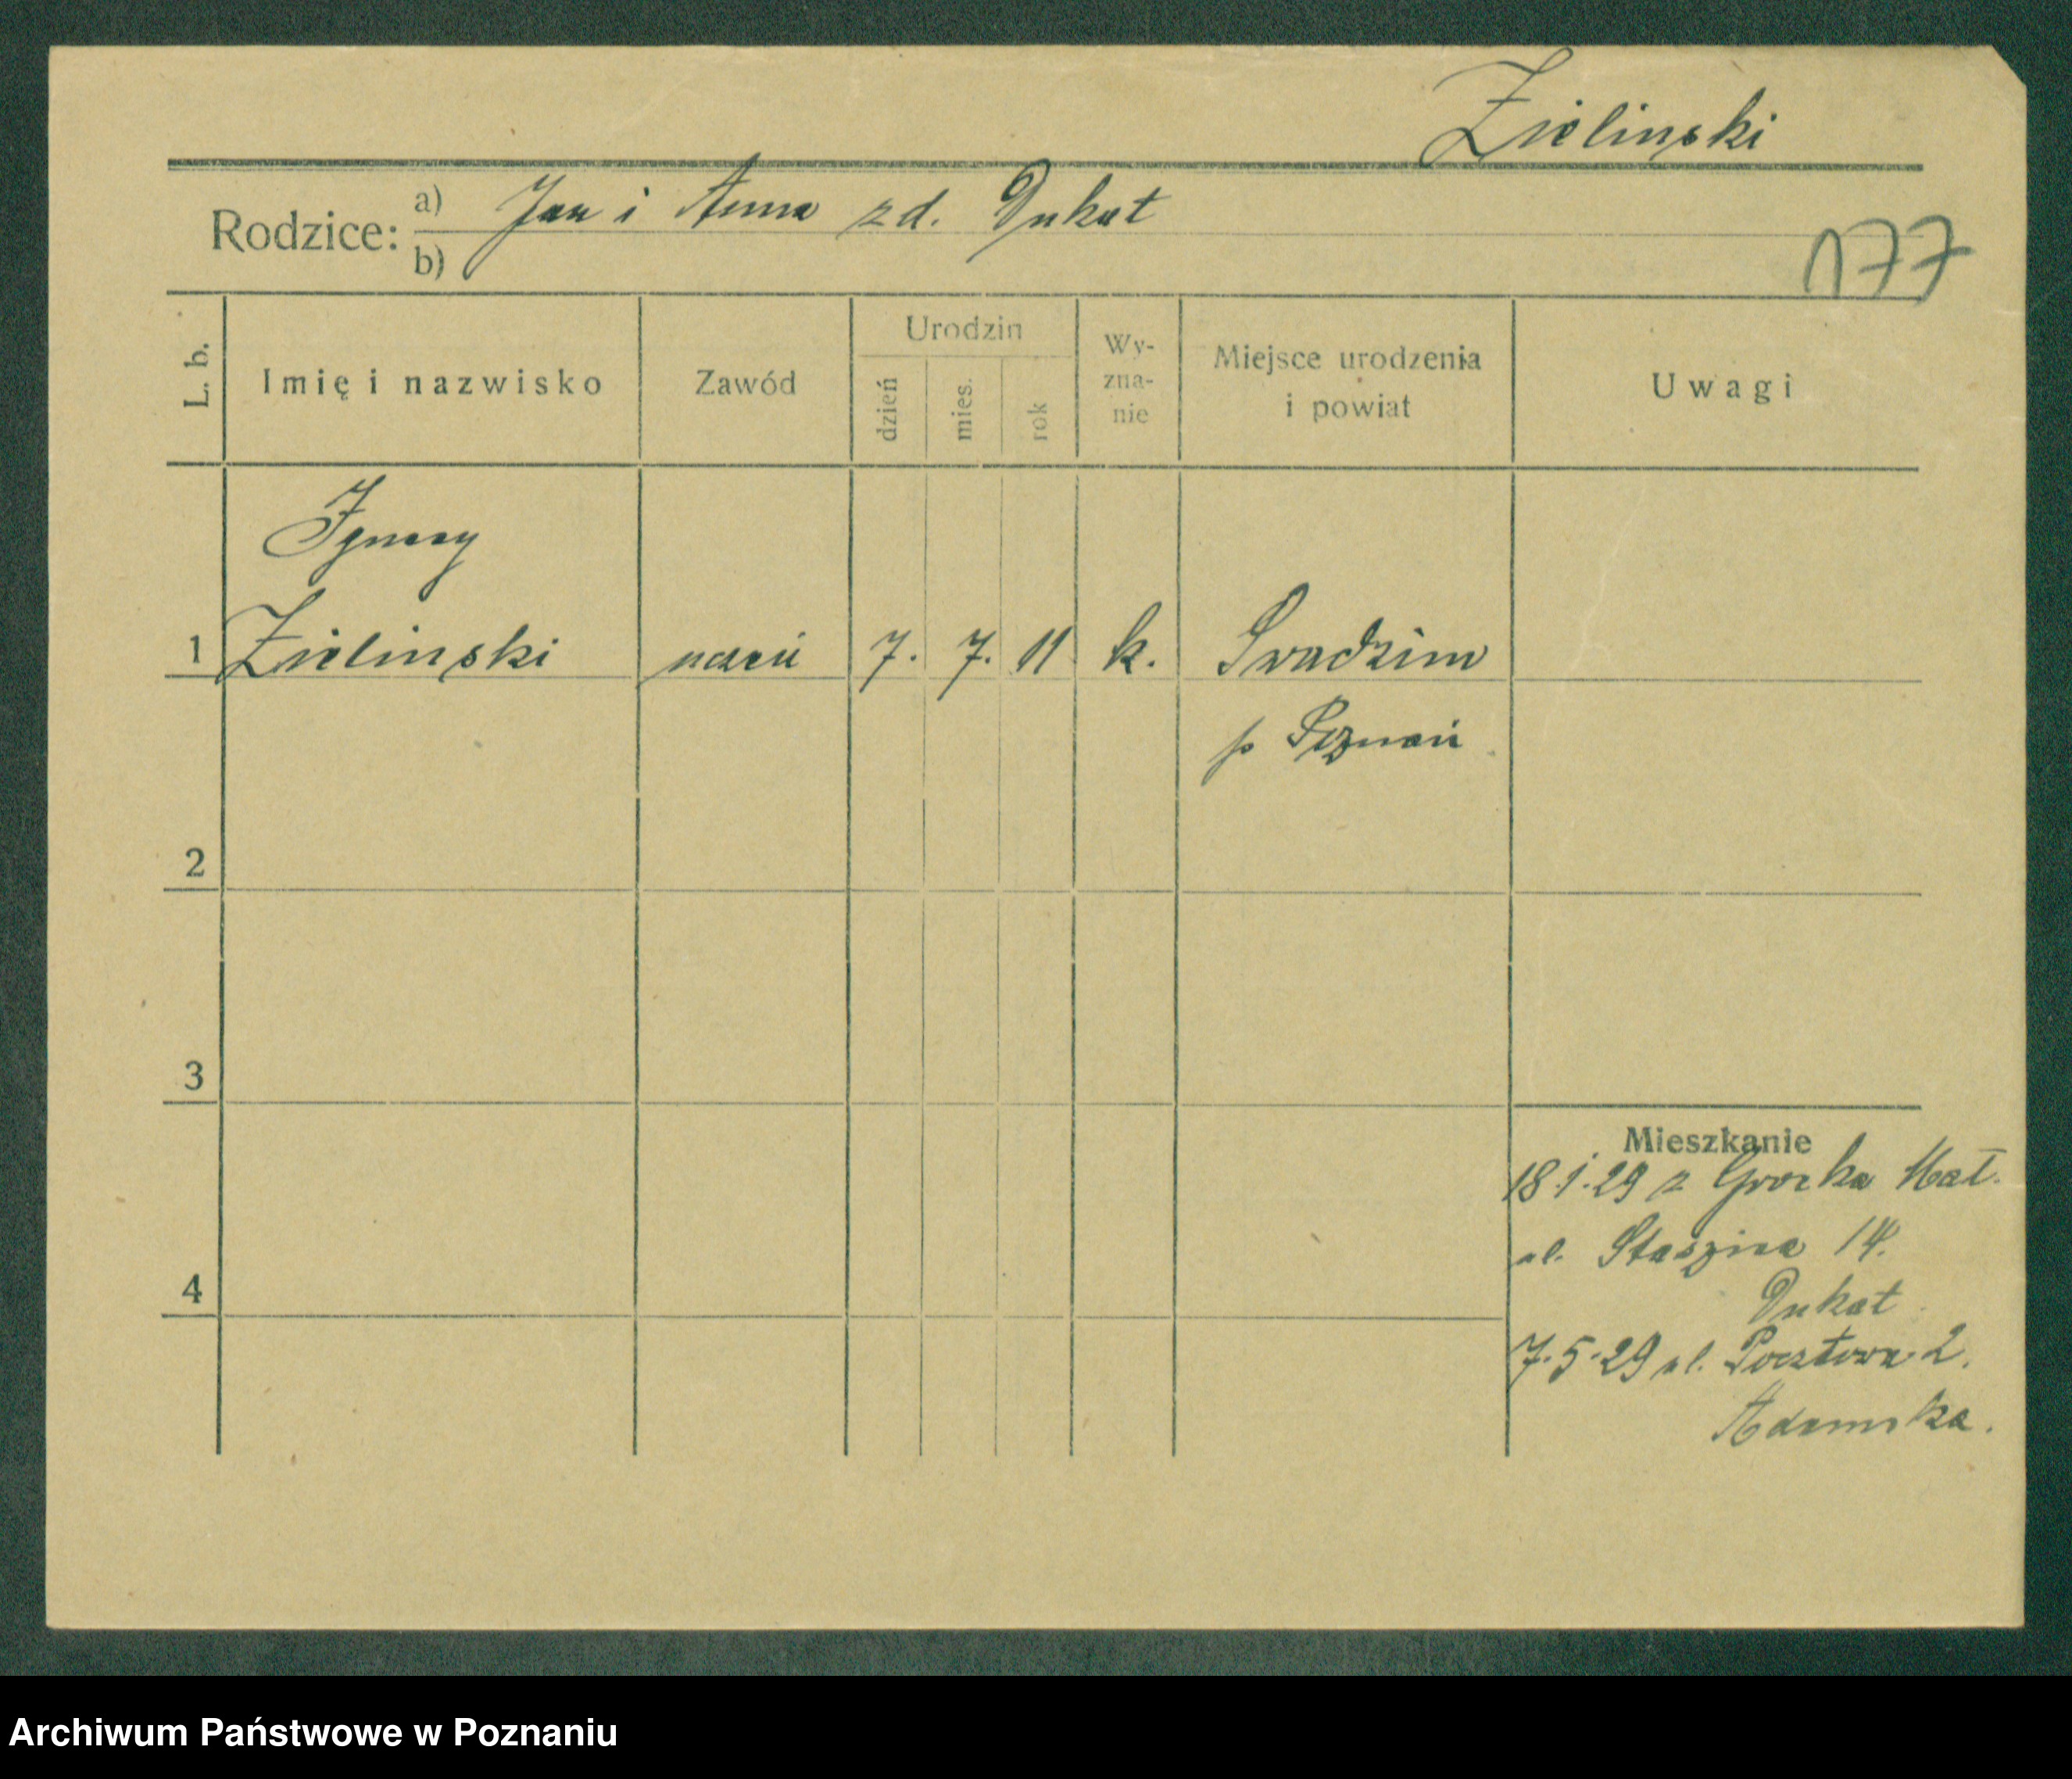 Zielinski
Rodzice: a) Jan i Anna zd. Dukat
b)
177
L. b.
Imię i nazwisko
Zawód
Urodzin
dzień
mies.
rok
Wy-
zna-
nie
Miejsce urodzenia
i powiat
Uwagi
Ignacy
1 Zielinski uczeń 7. 7. 11 k. Swadzim
p Poznań
2
3
4
Mieszkanie
18.1.29 z
ul. Staszica 14.
Dukat
7.5.29 ul. Pocztowa 2.
Adamska.
Archiwum Państwowe w Poznaniu